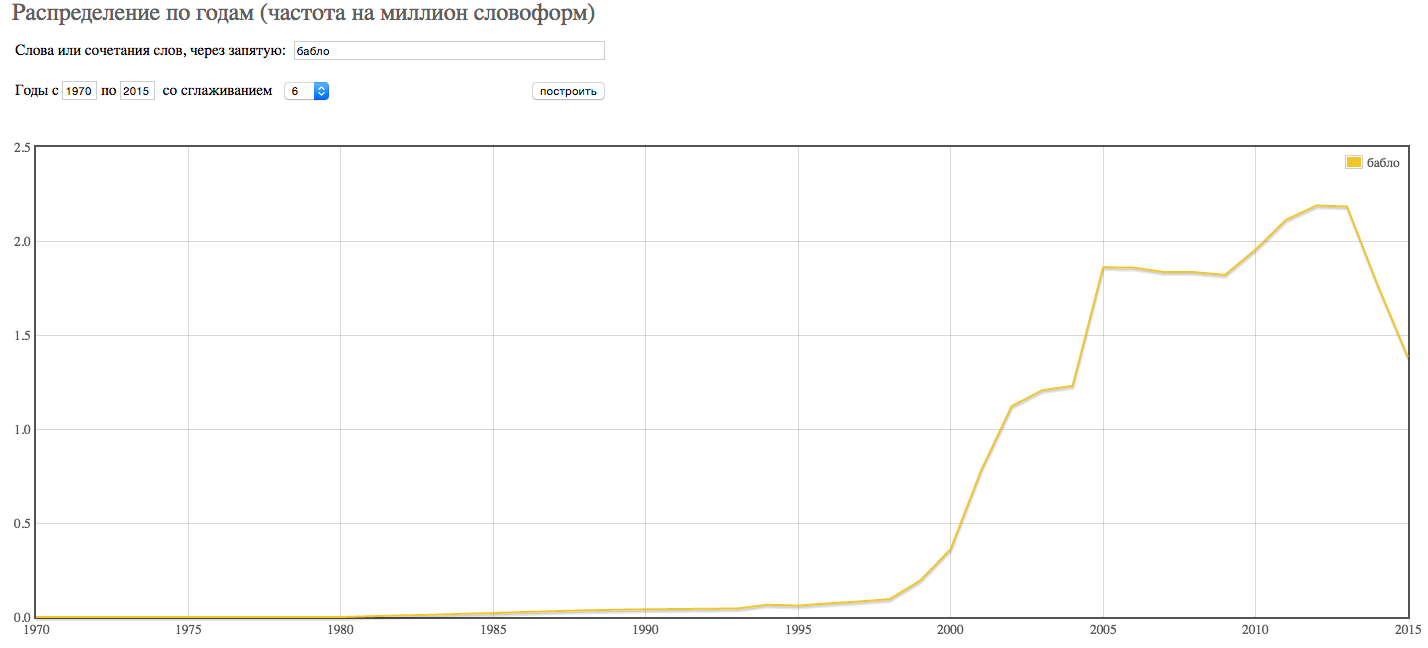 Распределение по годам (частота на миллион словоформ)
Слова или сочетания слов, через запятую: бабло
Годы с 1970 по 2015 со сглаживанием 6 построить
2.5
бабло
2.0
1.5
1.0
0.5
0.0
1970 1975 1980 1985 1990 1995 2000 2005 2010 2015